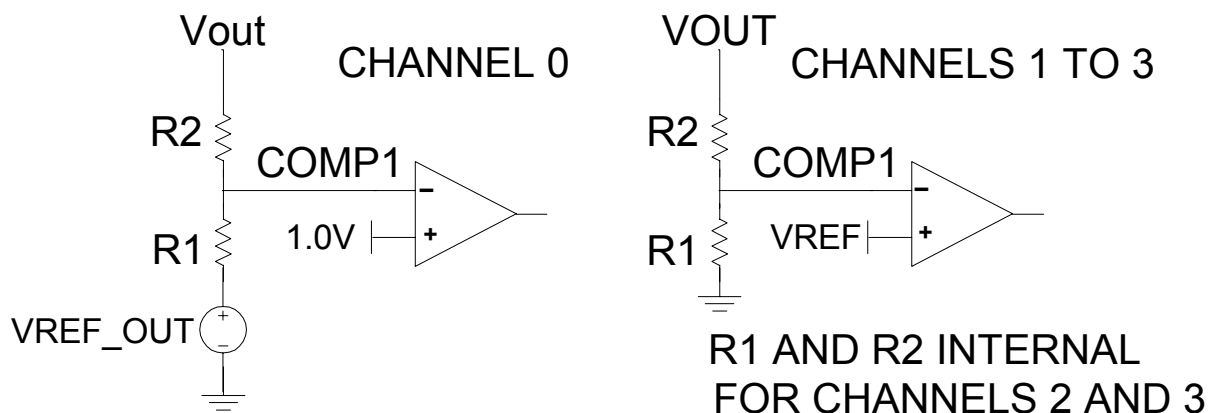 Vout
CHANNEL 0
R2
COMP1
-
1.0V
+
R1
VREF_OUT
+
-
VOUT
CHANNELS 1 TO 3
R2
COMP1
-
VREF
+
R1
R1 AND R2 INTERNAL
FOR CHANNELS 2 AND 3